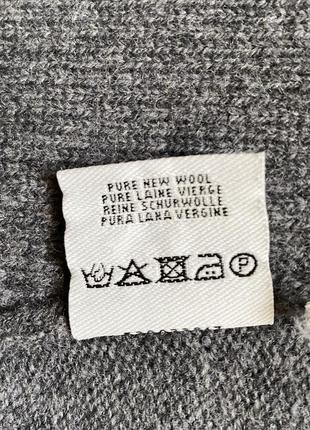 PURE NEW WOOL
PURE LAINE VIERGE
REINE SCHURWOLLE
PURA LANA VERGINE
P